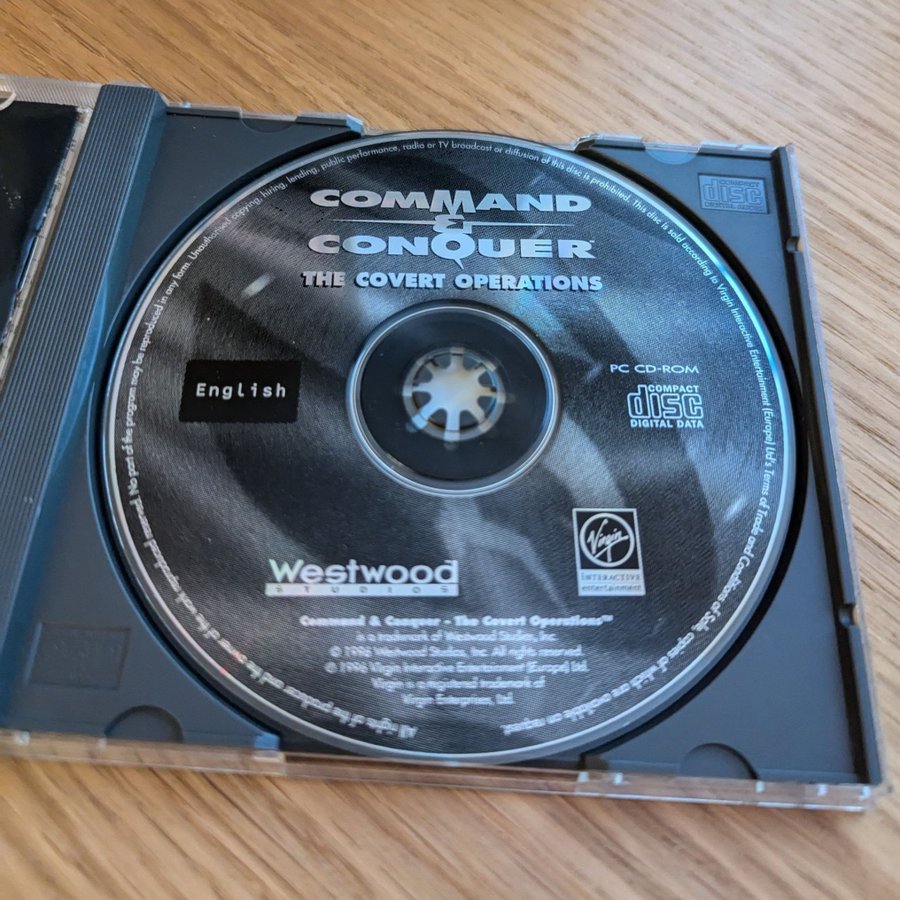 Unauthorised copying, hiring, lending, public performance, radio or TV broadcast or diffusion of this disc is prohibited. This disc is sold according to Virgin Interactive Entertainment (Europe) Ltd's Terms of Trade and Conditions of Sale, copies of which are available on request.
All rights of the producer and the owner of the work reproduced reserved. No part of the program may be reproduced in any form.
COMMAND
&
CONQUER™
THE COVERT OPERATIONS
English
PC CD-ROM
COMPACT
disc
DIGITAL DATA
COMPACT
disc
DIGITAL AUDIO
Westwood
STUDIOS
Virgin
INTERACTIVE
entertainment
Command & Conquer - The Covert Operations™
is a trademark of Westwood Studios, Inc.
© 1996 Westwood Studios, Inc. All rights reserved.
© 1996 Virgin Interactive Entertainment (Europe) Ltd.
Virgin is a registered trademark of
Virgin Enterprises, Ltd.